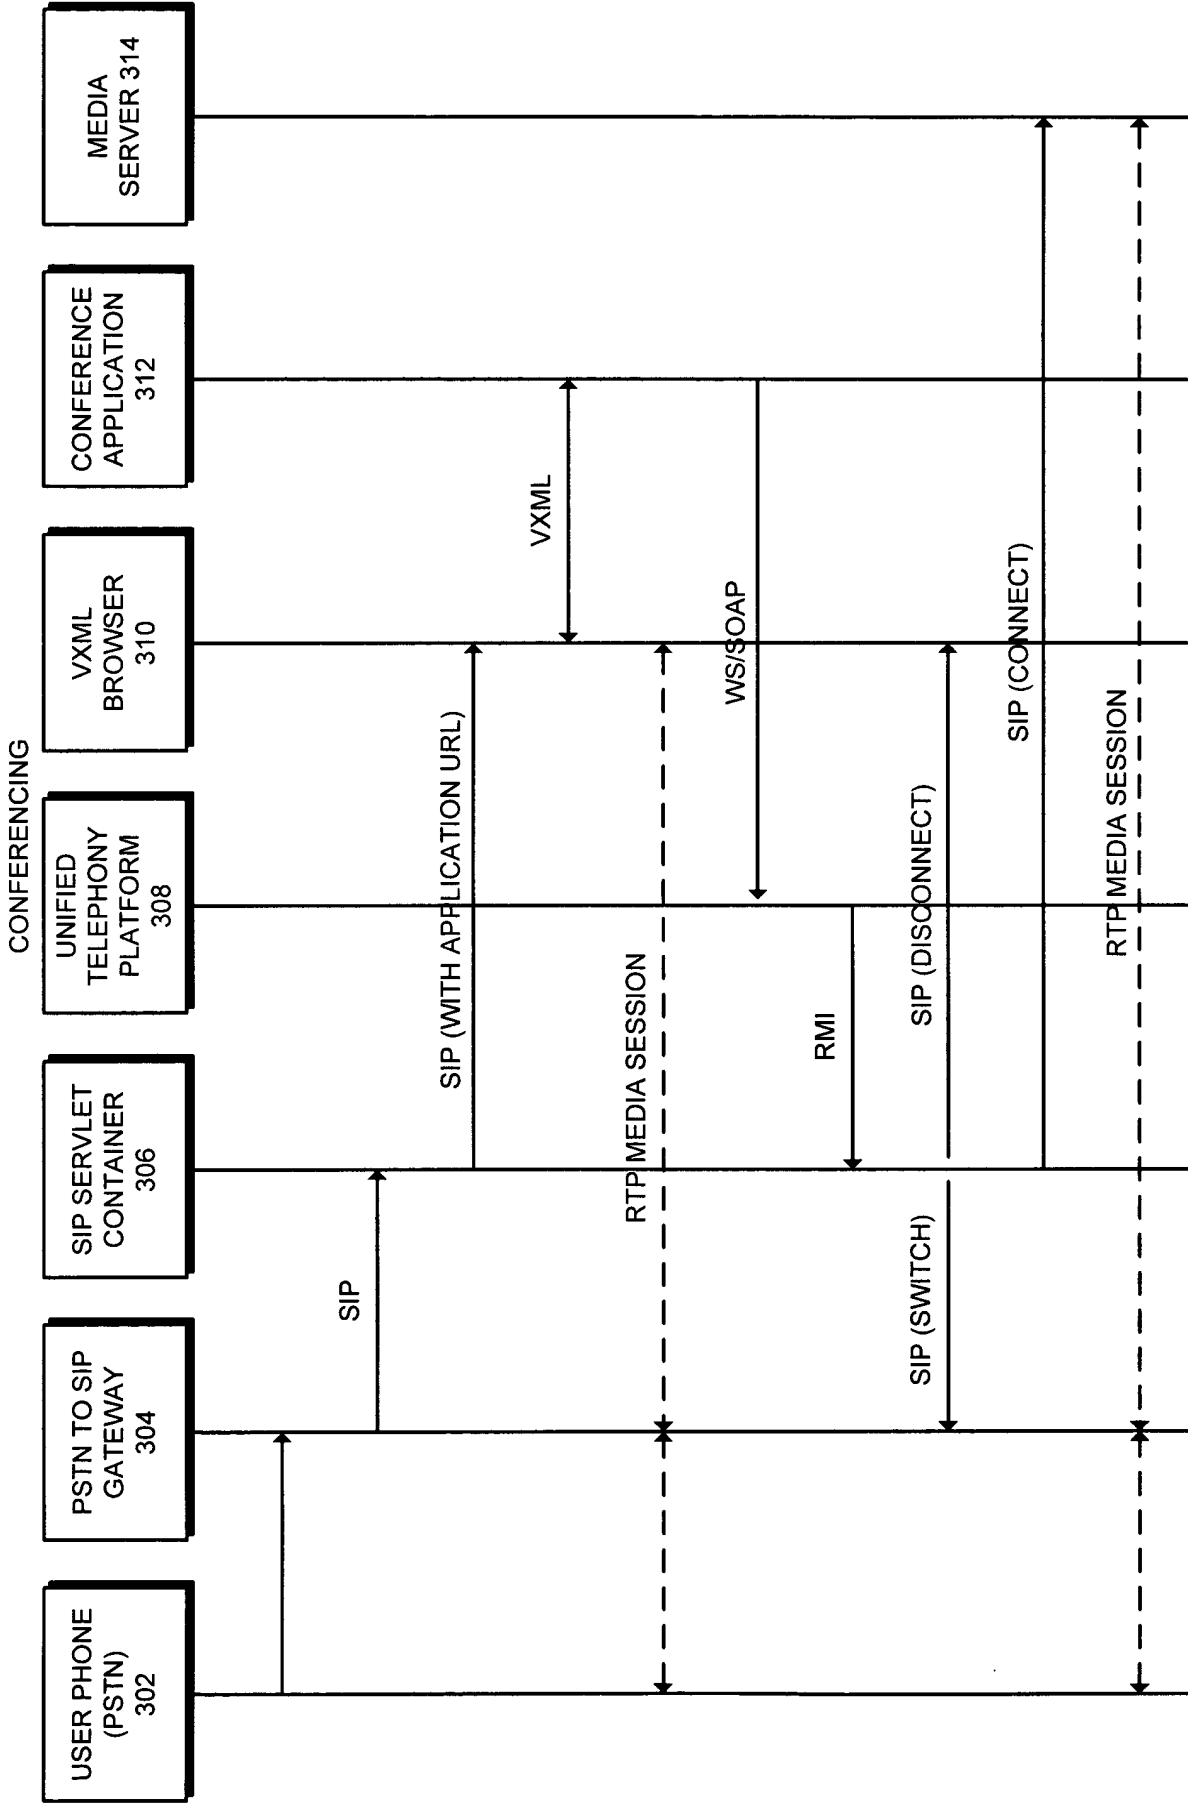 CONFERENCING
USER PHONE
(PSTN)
302
PSTN TO SIP
GATEWAY
304
SIP SERVLET
CONTAINER
306
UNIFIED
TELEPHONY
PLATFORM
308
VXML
BROWSER
310
CONFERENCE
APPLICATION
312
MEDIA
SERVER 314
SIP
SIP (WITH APPLICATION URL)
VXML
RTP MEDIA SESSION
WS/SOAP
RMI
SIP (SWITCH)
SIP (DISCONNECT)
SIP (CONNECT)
RTP MEDIA SESSION